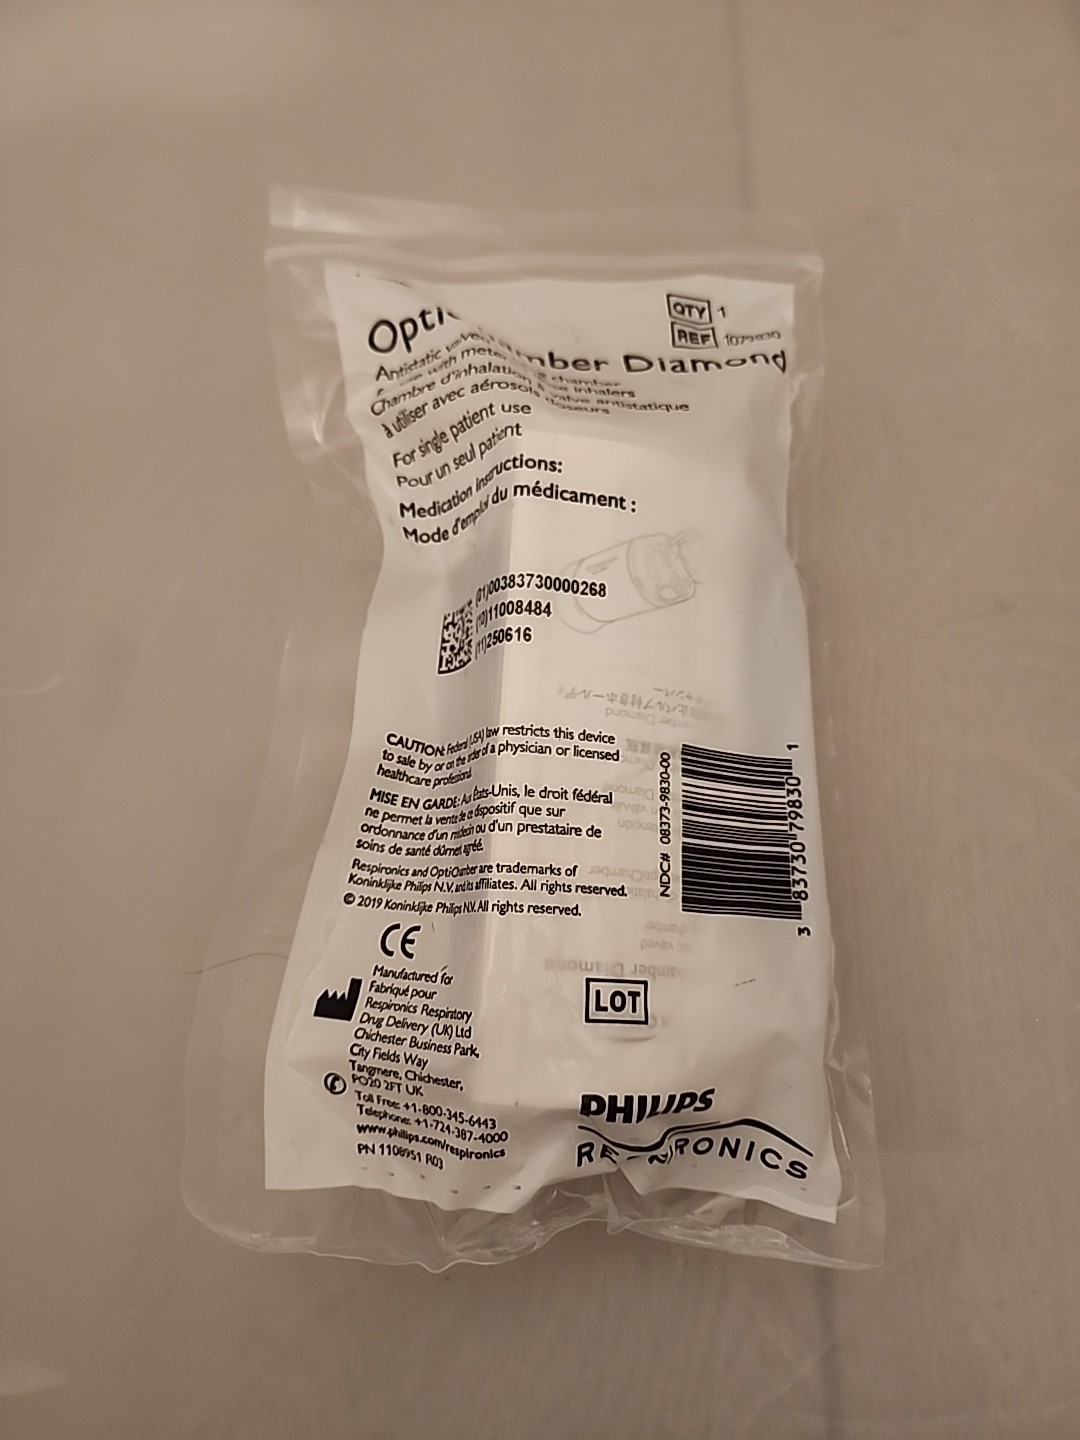 Opti mber Diamond
QTY 1
REF
Antistatic chamber
with inhalers
Chambre d'inhalation valve antistatique
à utiliser avec aérosols doseurs
For single patient use
Pour un seul patient
Medication instructions:
Mode d'emploi du médicament :
(01)00383730000268
(10)11008484
(11)250616
CAUTION: Federal (USA) law restricts this device
to sale by or on the order of a physician or licensed
healthcare professional
MISE EN GARDE: Aux États-Unis, le droit fédéral
ne permet la vente de ce dispositif que sur
ordonnance d'un médecin ou d'un prestataire de
soins de santé dûment agréé.
Respironics and OptiChamber are trademarks of
Koninklijke Philips N.V. and its affiliates. All rights reserved.
© 2019 Koninklijke Philips N.V. All rights reserved.
NDC# 08373-9830-00
3 83730 79830 1
CE
Manufactured for
Fabriqué pour
Respironics Respiratory
Drug Delivery (UK) Ltd
Chichester Business Park,
City Fields Way
Tangmere, Chichester,
PO20 2FT UK
Toll Free: +1-800-345-6443
Telephone: +1-724-387-4000
www.philips.com/respironics
PN 1108951 R03
LOT
PHILIPS
RESPIRONICS